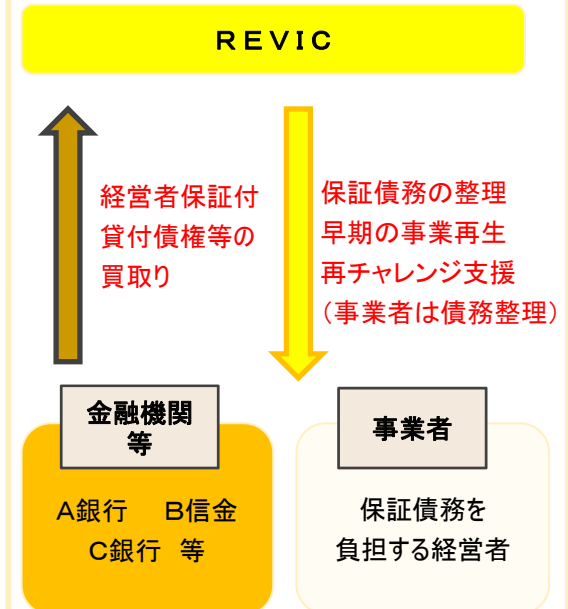 REVIC
経営者保証付
貸付債権等の
買取り
保証債務の整理
早期の事業再生
再チャレンジ支援
（事業者は債務整理）
金融機関
等
A銀行　B信金
C銀行 等
事業者
保証債務を
負担する経営者